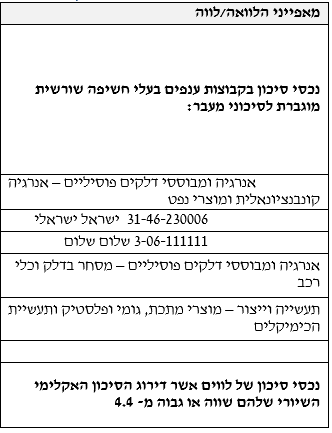 מאפייני הלוואה/לווה
נכסי סיכון בקבוצות ענפים בעלי חשיפה שורשית
מוגברת לסיכוני מעבר:
אנרגיה ומבוססי דלקים פוסיליים – אנרגיה
קונבנציונאלית ומוצרי נפט
31-46-230006 ישראל ישראלי
3-06-111111 שלום שלום
אנרגיה ומבוססי דלקים פוסיליים – מסחר בדלק וכלי
רכב
תעשייה וייצור – מוצרי מתכת, גומי ופלסטיק ותעשיית
הכימיקלים
נכסי סיכון של לווים אשר דירוג הסיכון האקלימי
השיורי שלהם שווה או גבוה מ- 4.4